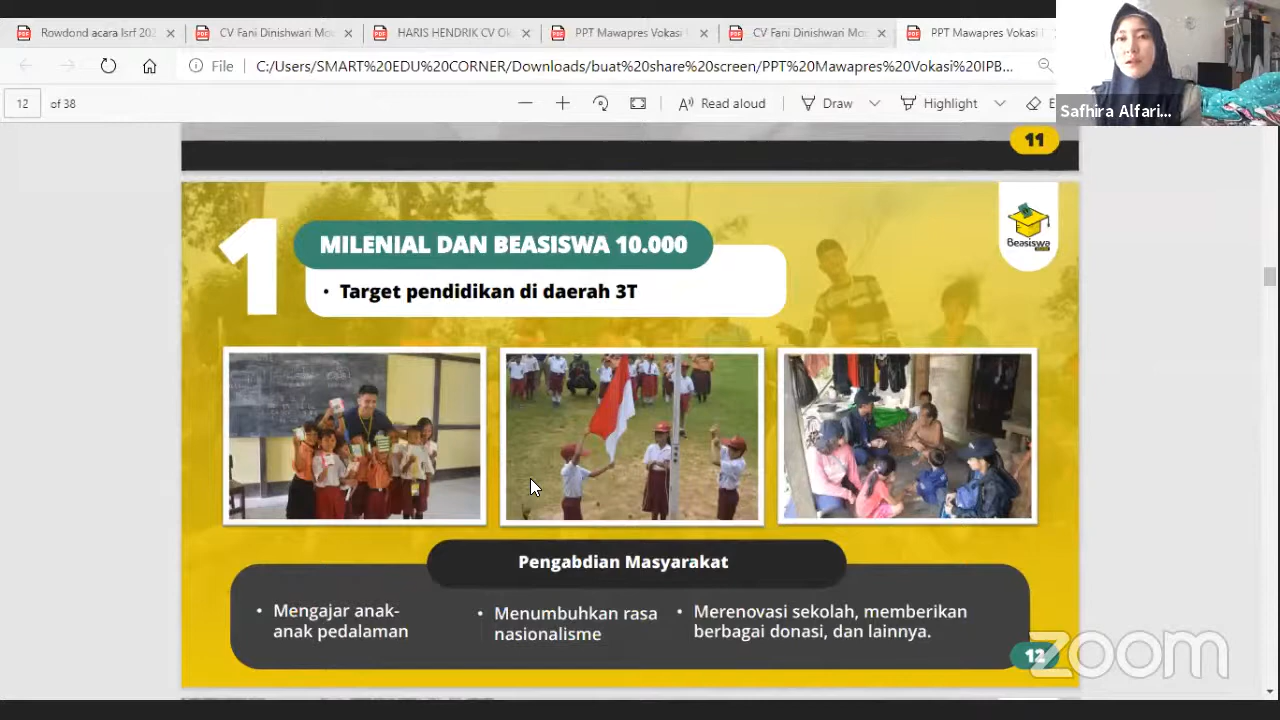 Rowdond acara Isrf 202
CV Fani Dinishwari Mo
HARIS HENDRIK CV Ok
PPT Mawapres Vokasi
CV Fani Dinishwari Mo
PPT Mawapres Vokasi
File
C:/Users/SMART%20EDU%20CORNER/Downloads/buat%20share%20screen/PPT%20Mawapres%20Vokasi%20IPB...
12 of 38
Read aloud
Draw
Highlight
Safhira Alfari...
11
1
MILENIAL DAN BEASISWA 10.000
• Target pendidikan di daerah 3T
Beasiswa
Pengabdian Masyarakat
• Mengajar anak-
anak pedalaman
• Menumbuhkan rasa
nasionalisme
• Merenovasi sekolah, memberikan
berbagai donasi, dan lainnya.
12
zoom